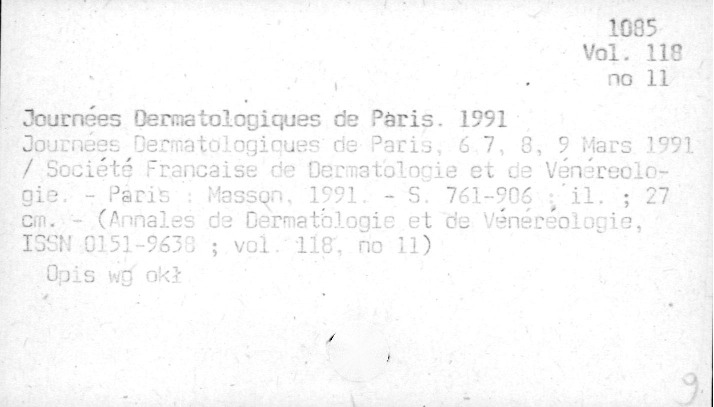 1085
Vol. 118
no 11
Journées Dermatologiques de Paris. 1991
Journées Dermatologiques de Paris, 6 7, 8, 9 Mars 1991
/ Société Francaise de Dermatologie et de Vénéreolo-
gie. - Paris : Masson, 1991. - S. 761-906 : il. ; 27
cm. - (Annales de Dermatologie et de Vénéréologie,
ISSN 0151-9638 ; vol. 118, no 11)
Opis wg okł
9